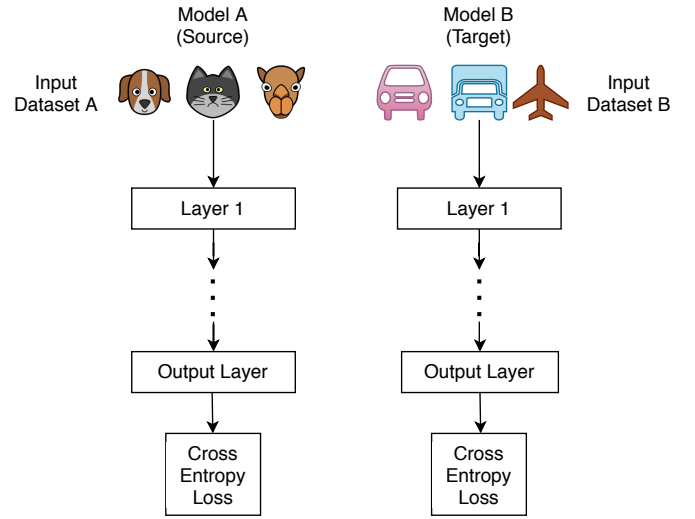 Model A
(Source)
Model B
(Target)
Input
Dataset A
Input
Dataset B
Layer 1
Layer 1
Output Layer
Output Layer
Cross
Entropy
Loss
Cross
Entropy
Loss